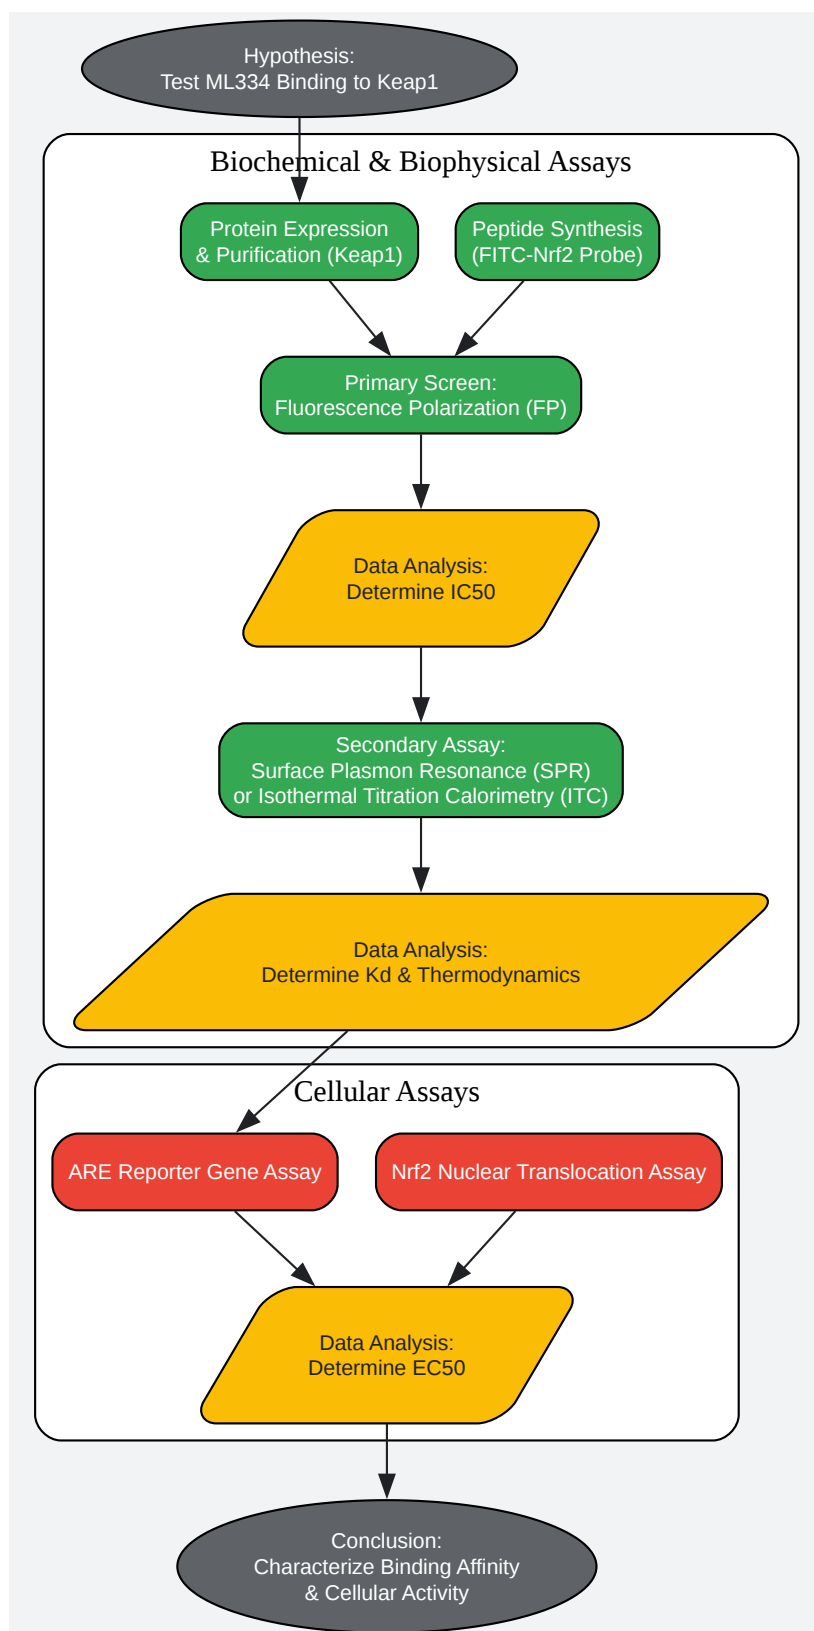 Hypothesis:
Test ML334 Binding to Keap1
Biochemical & Biophysical Assays
Protein Expression
& Purification (Keap1)
Peptide Synthesis
(FITC-Nrf2 Probe)
Primary Screen:
Fluorescence Polarization (FP)
Data Analysis:
Determine IC50
Secondary Assay:
Surface Plasmon Resonance (SPR)
or Isothermal Titration Calorimetry (ITC)
Data Analysis:
Determine Kd & Thermodynamics
Cellular Assays
ARE Reporter Gene Assay
Nrf2 Nuclear Translocation Assay
Data Analysis:
Determine EC50
Conclusion:
Characterize Binding Affinity
& Cellular Activity